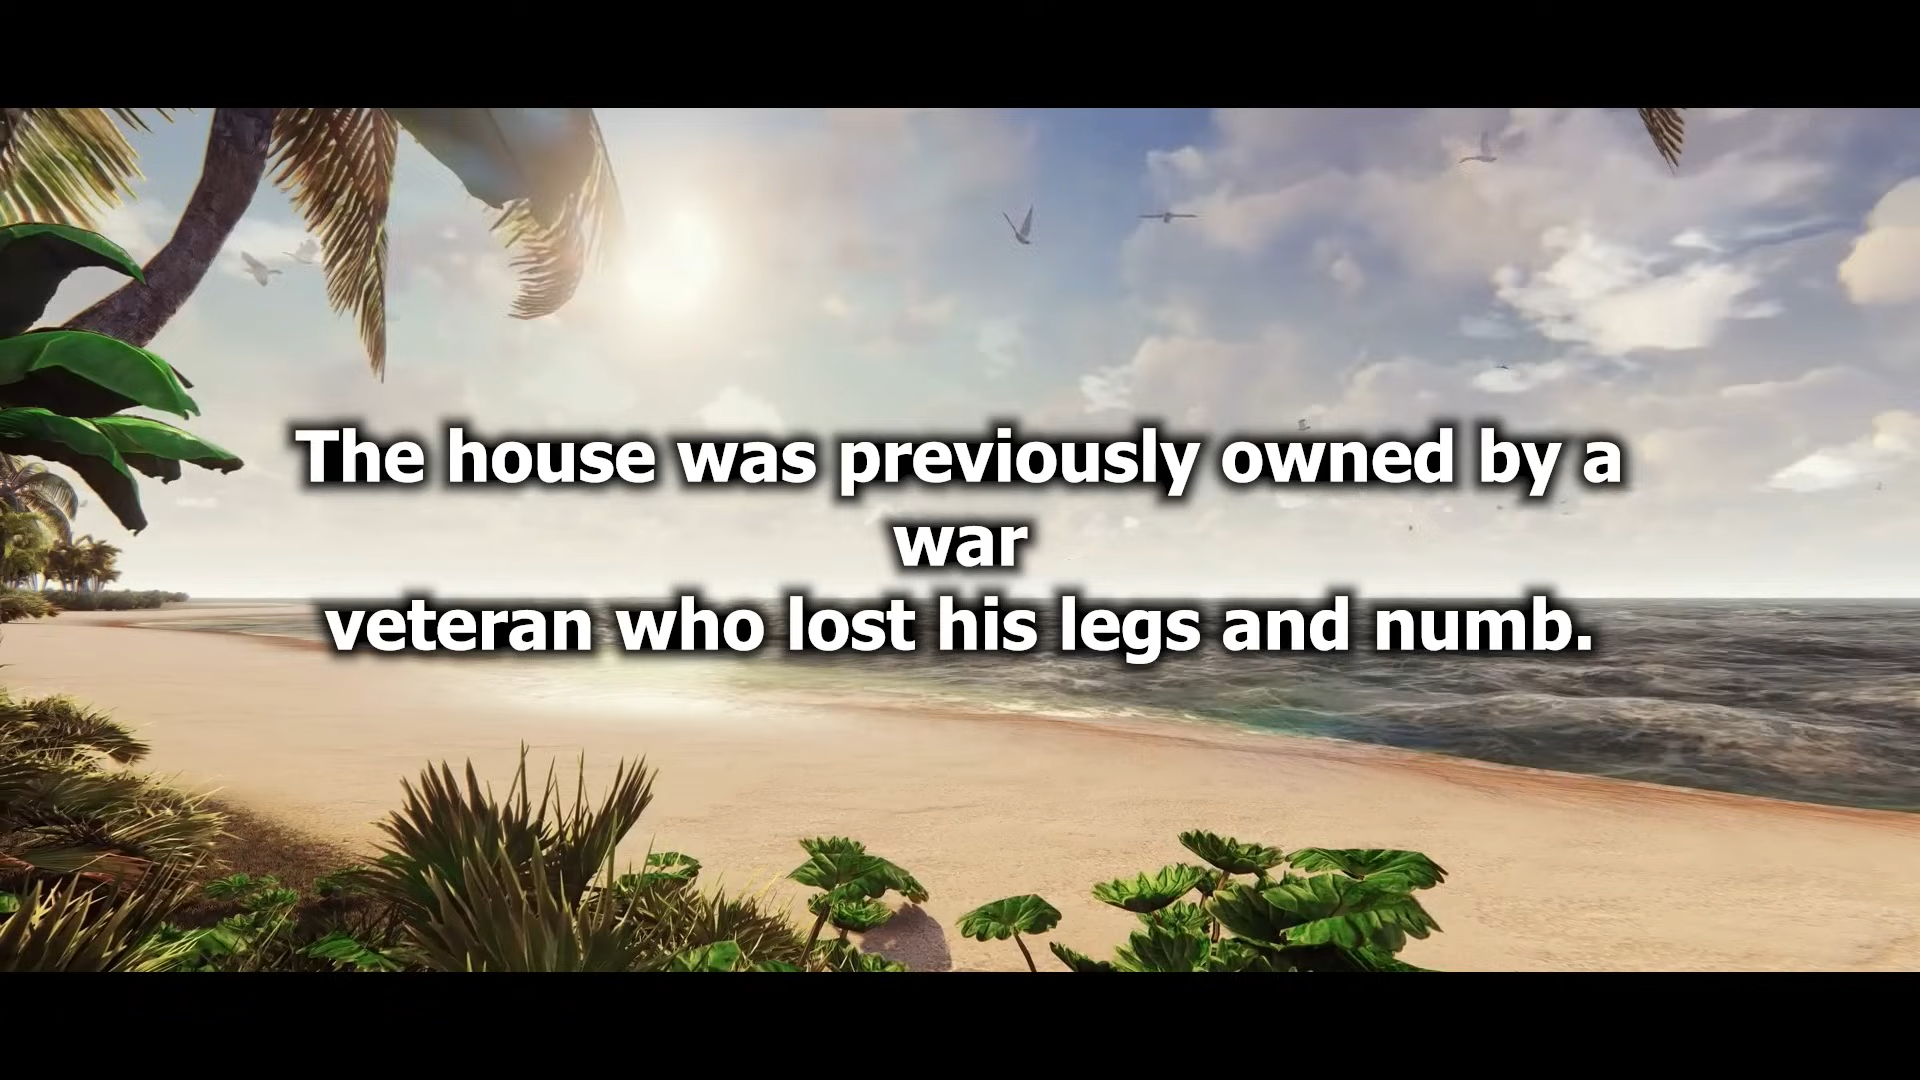 The house was previously owned by a
war
veteran who lost his legs and numb.